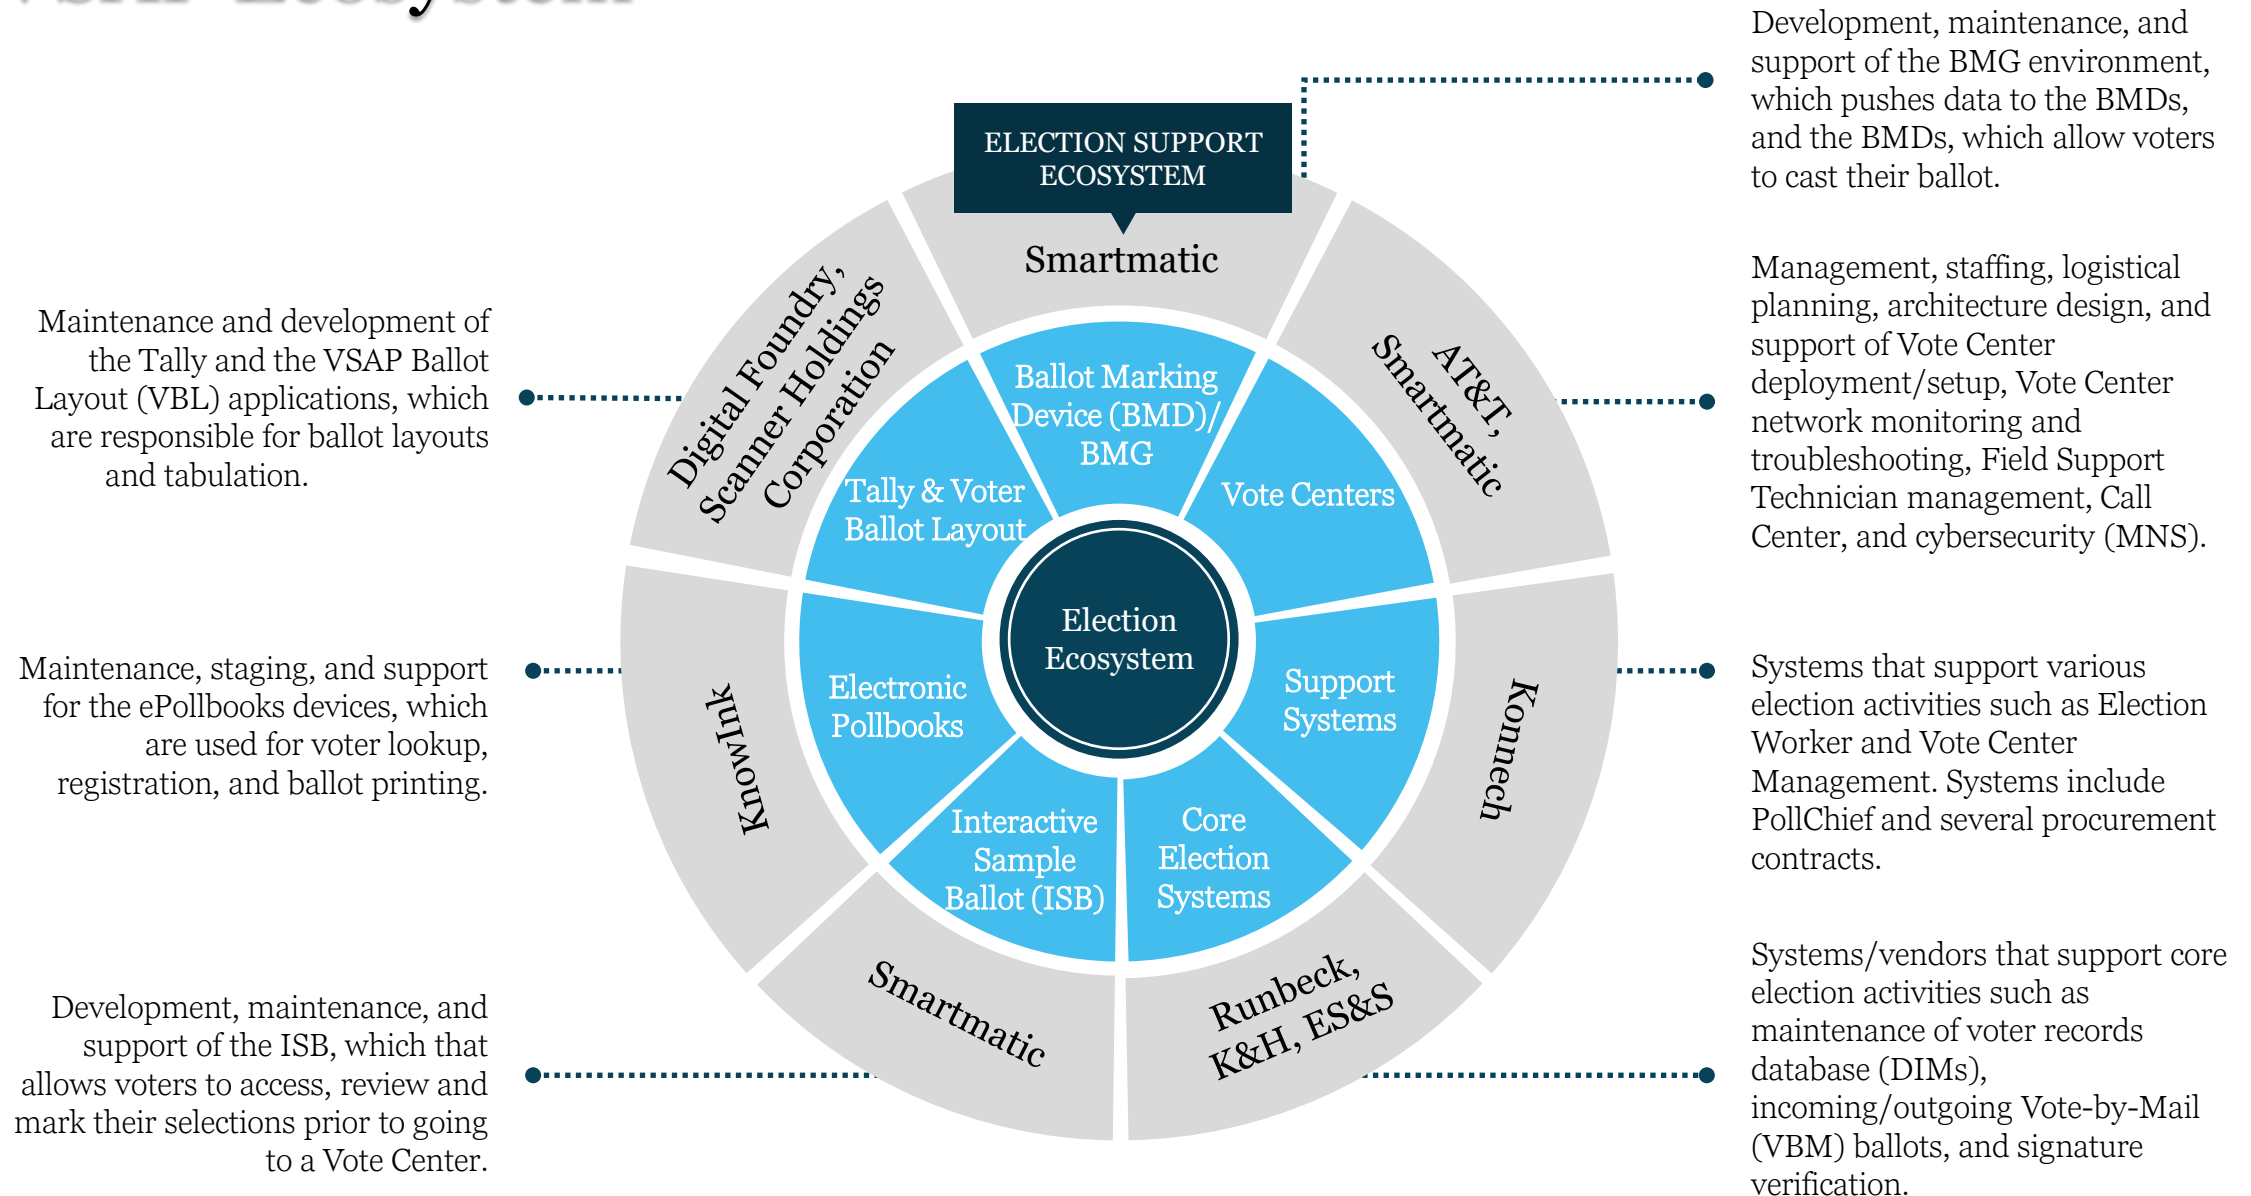 VSAP Ecosystem
Development, maintenance, and
support of the BMG environment,
which pushes data to the BMDs,
and the BMDs, which allow voters
to cast their ballot.
ELECTION SUPPORT
ECOSYSTEM
Smartmatic
Digital Foundry,
Scanner Holdings
Corporation
AT&T,
Smartmatic
Management, staffing, logistical
planning, architecture design, and
support of Vote Center
deployment/setup, Vote Center
network monitoring and
troubleshooting, Field Support
Technician management, Call
Center, and cybersecurity (MNS).
Maintenance and development of
the Tally and the VSAP Ballot
Layout (VBL) applications, which
are responsible for ballot layouts
and tabulation.
Ballot Marking
Device (BMD)/
BMG
Tally & Voter
Ballot Layout
Vote Centers
Election
Ecosystem
Maintenance, staging, and support
for the ePollbooks devices, which
are used for voter lookup,
registration, and ballot printing.
KnowInk
Electronic
Pollbooks
Support
Systems
Konnech
Systems that support various
election activities such as Election
Worker and Vote Center
Management. Systems include
PollChief and several procurement
contracts.
Interactive
Sample
Ballot (ISB)
Core
Election
Systems
Smartmatic
Runbeck,
K&H, ES&S
Development, maintenance, and
support of the ISB, which that
allows voters to access, review and
mark their selections prior to going
to a Vote Center.
Systems/vendors that support core
election activities such as
maintenance of voter records
database (DIMs),
incoming/outgoing Vote-by-Mail
(VBM) ballots, and signature
verification.